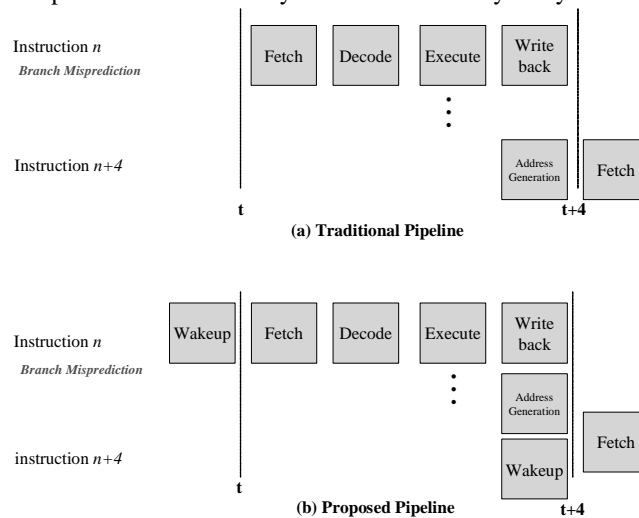 Instruction n
Branch Misprediction
Fetch
Decode
Execute
Write
back
Instruction n+4
Address
Generation
Fetch
t
t+4
(a) Traditional Pipeline
Wakeup
Fetch
Decode
Execute
Write
back
Instruction n
Branch Misprediction
Address
Generation
Fetch
instruction n+4
Wakeup
t
(b) Proposed Pipeline
t+4